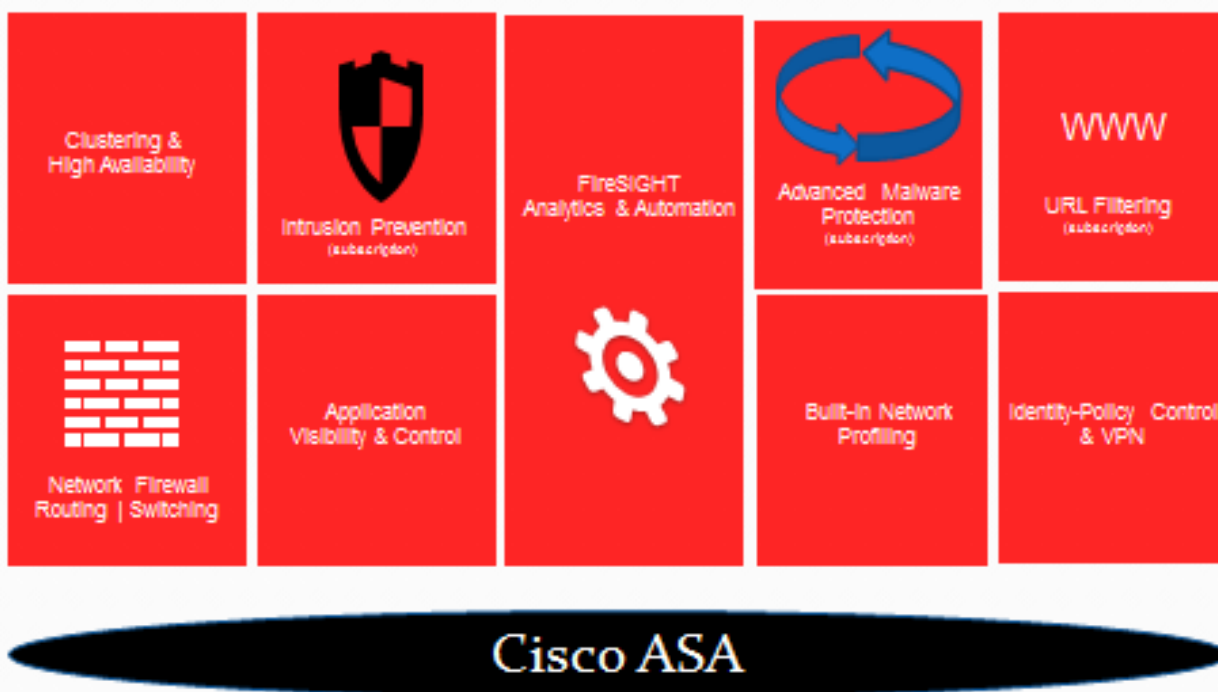 Clustering &
High Availability
Intrusion Prevention
(subscription)
FireSIGHT
Analytics & Automation
Advanced Malware
Protection
(subscription)
WWW
URL Filtering
(subscription)
Network Firewall
Routing | Switching
Application
Visibility & Control
Built-in Network
Profiling
Identity-Policy Control
& VPN
Cisco ASA